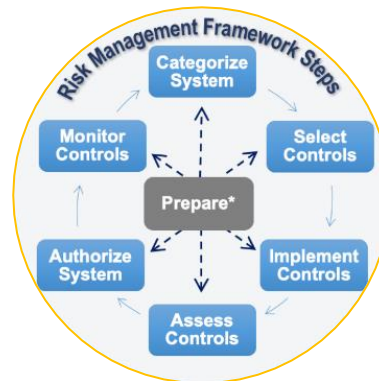 Risk Management Framework Steps
Categorize
System
Monitor
Controls
Select
Controls
Prepare*
Authorize
System
Implement
Controls
Assess
Controls